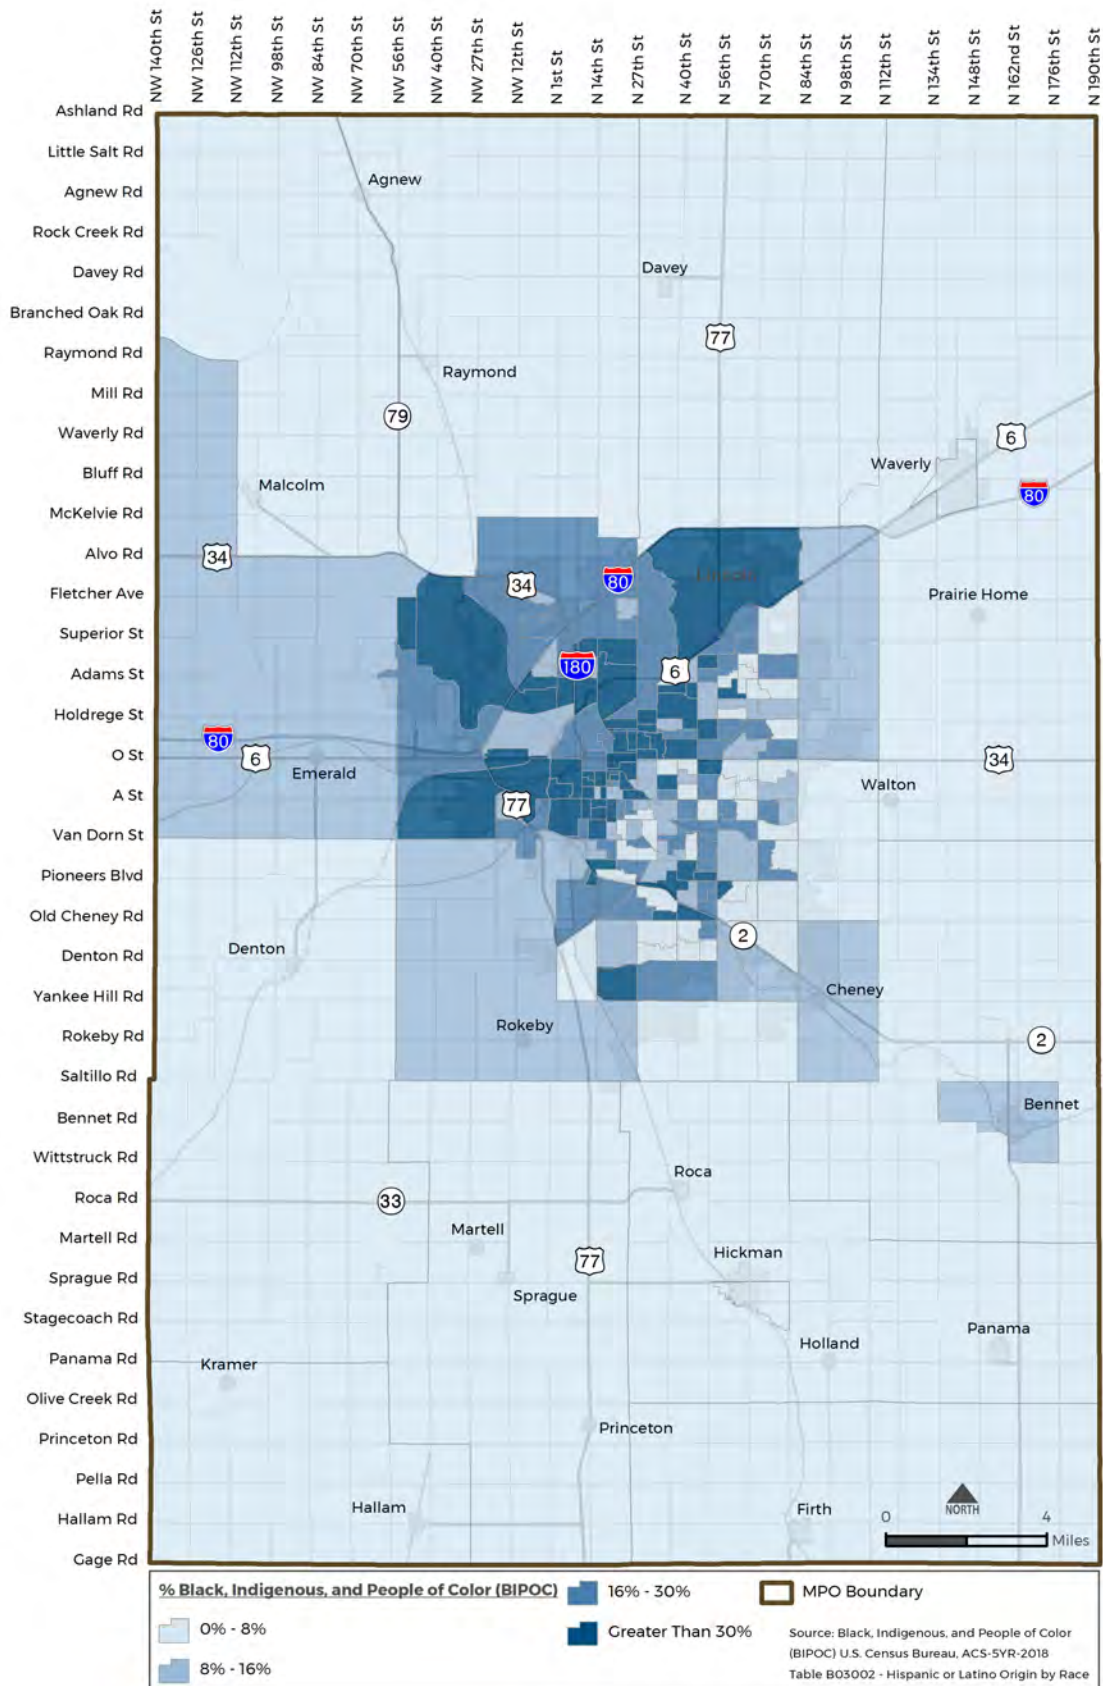 NW 140th St
NW 126th St
NW 112th St
NW 98th St
NW 84th St
NW 70th St
NW 56th St
NW 40th St
NW 27th St
NW 12th St
N 1st St
N 14th St
N 27th St
N 40th St
N 56th St
N 70th St
N 84th St
N 98th St
N 112th St
N 134th St
N 148th St
N 162nd St
N 176th St
N 190th St
Ashland Rd
Little Salt Rd
Agnew Rd
Agnew
Rock Creek Rd
Davey Rd
Davey
Branched Oak Rd
77
Raymond Rd
Raymond
Mill Rd
79
Waverly Rd
6
Bluff Rd
Waverly
Malcolm
80
McKelvie Rd
Alvo Rd
34
34
80
Lincoln
Fletcher Ave
Prairie Home
Superior St
180
6
Adams St
Holdrege St
80
O St
6
34
Emerald
A St
77
Walton
Van Dorn St
Pioneers Blvd
Old Cheney Rd
2
Denton
Denton Rd
Yankee Hill Rd
Cheney
Rokeby
Rokeby Rd
2
Saltillo Rd
Bennet Rd
Bennet
Wittstruck Rd
Roca
Roca Rd
33
Martell
Martell Rd
77
Hickman
Sprague Rd
Sprague
Stagecoach Rd
Panama
Holland
Panama Rd
Kramer
Olive Creek Rd
Princeton
Princeton Rd
Pella Rd
Hallam
Firth
Hallam Rd
NORTH
0 4
Miles
Gage Rd
% Black, Indigenous, and People of Color (BIPOC)
0% - 8%
8% - 16%
16% - 30%
Greater Than 30%
MPO Boundary
Source: Black, Indigenous, and People of Color
(BIPOC) U.S. Census Bureau, ACS-5YR-2018
Table B03002 - Hispanic or Latino Origin by Race